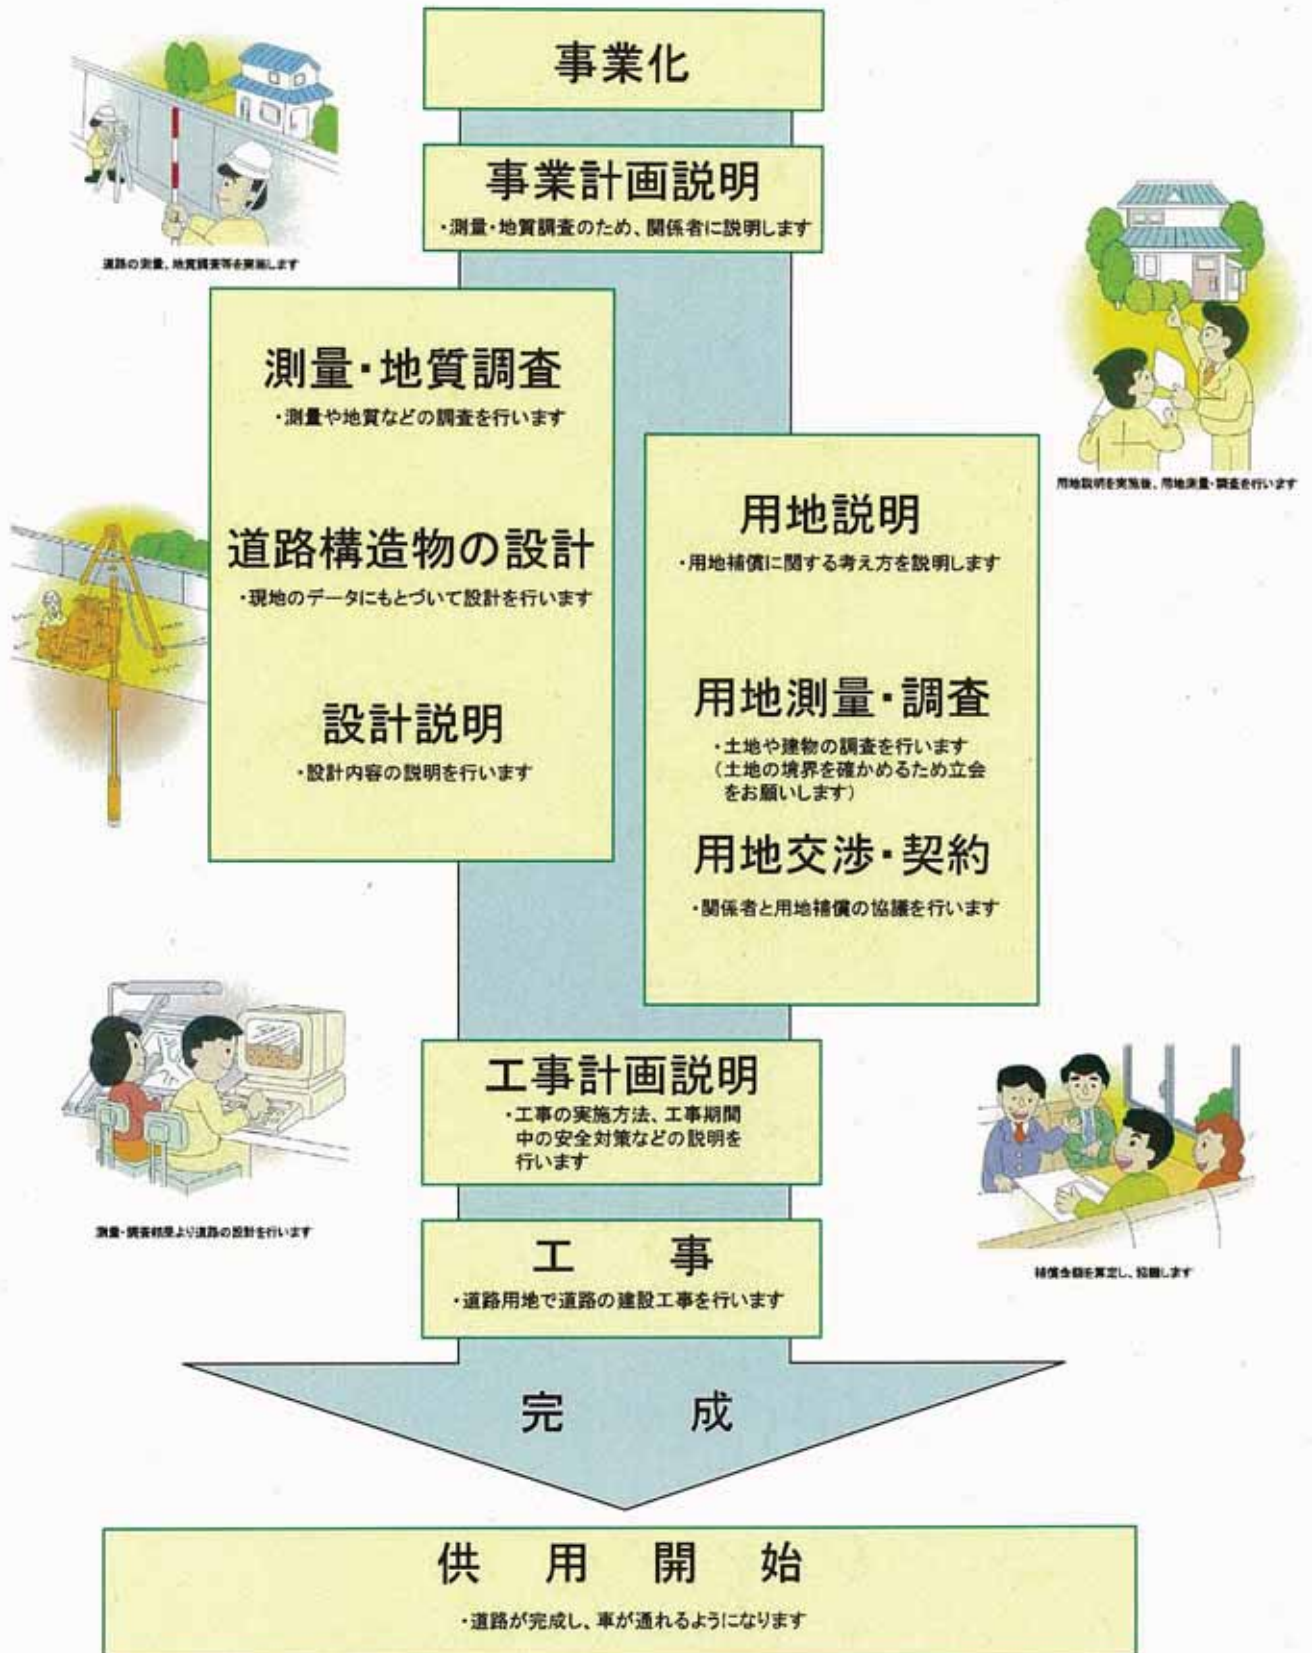 事業化
事業計画説明
・測量・地質調査のため、関係者に説明します
道路の測量、地質調査等を実施します
測量・地質調査
・測量や地質などの調査を行います
道路構造物の設計
・現地のデータにもとづいて設計を行います
設計説明
・設計内容の説明を行います
用地説明を実施後、用地測量・調査を行います
用地説明
・用地補償に関する考え方を説明します
用地測量・調査
・土地や建物の調査を行います
(土地の境界を確かめるため立会
をお願いします)
用地交渉・契約
・関係者と用地補償の協議を行います
測量・調査結果より道路の設計を行います
工事計画説明
・工事の実施方法、工事期間
中の安全対策などの説明を
行います
補償金額を算定し、協議します
工　事
・道路用地で道路の建設工事を行います
完　成
供　用　開　始
・道路が完成し、車が通れるようになります